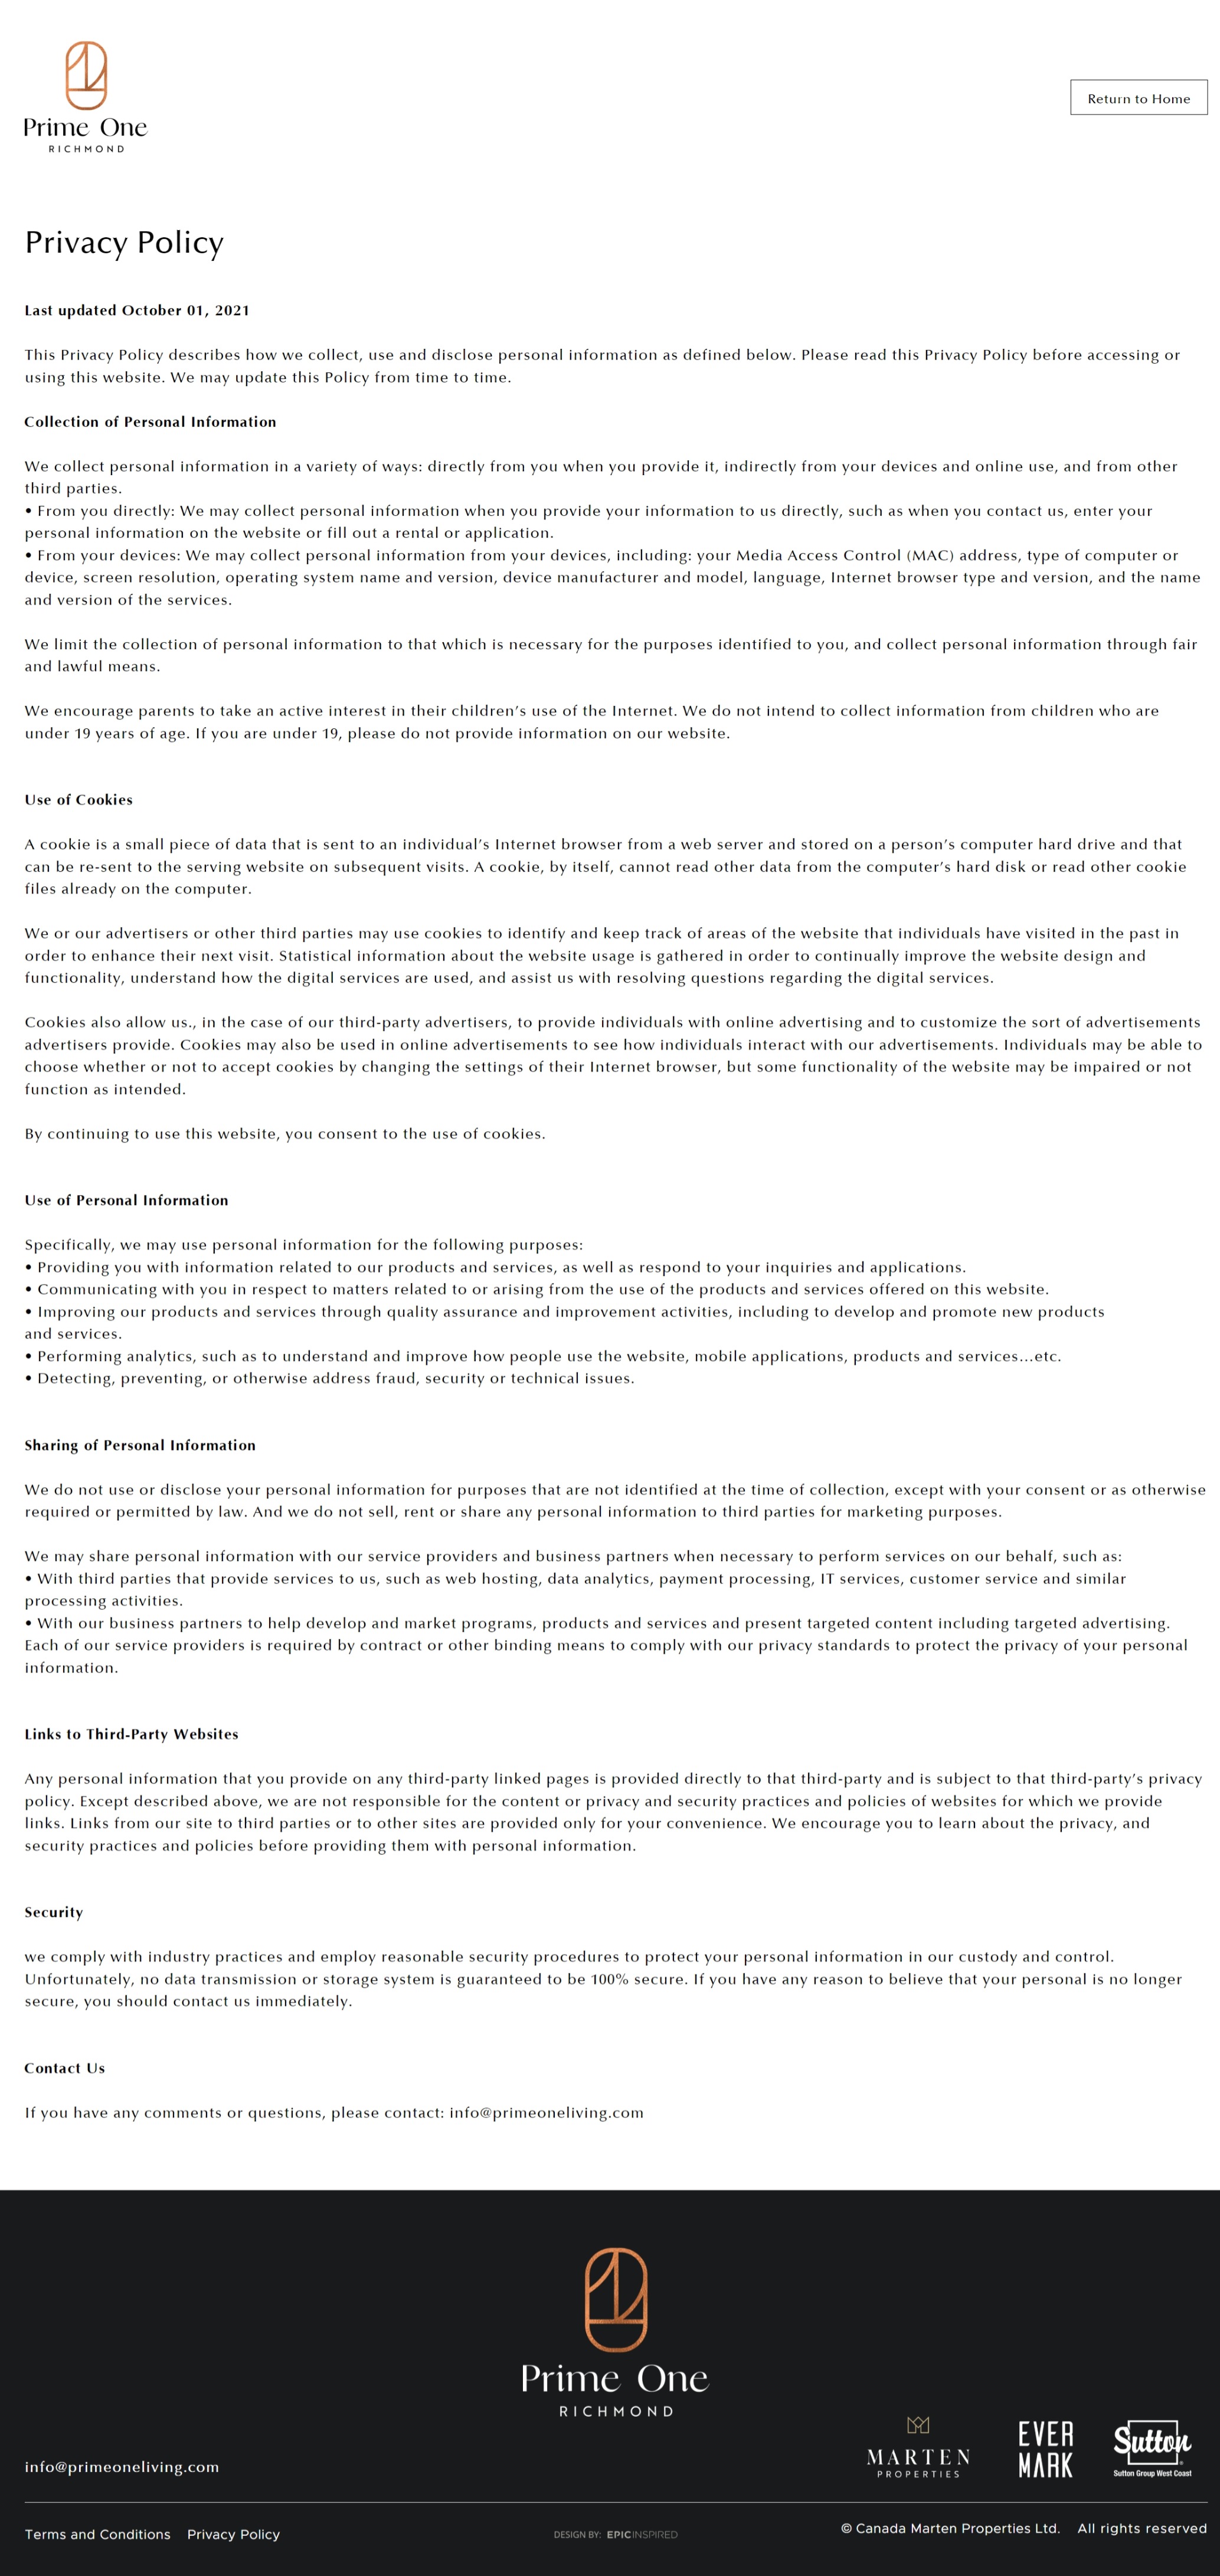 Prime One
RICHMOND
Return to Home
Privacy Policy
Last updated October 01, 2021
This Privacy Policy describes how we collect, use and disclose personal information as defined below. Please read this Privacy Policy before accessing or
using this website. We may update this Policy from time to time.
Collection of Personal Information
We collect personal information in a variety of ways: directly from you when you provide it, indirectly from your devices and online use, and from other
third parties.
• From you directly: We may collect personal information when you provide your information to us directly, such as when you contact us, enter your
personal information on the website or fill out a rental or application.
• From your devices: We may collect personal information from your devices, including: your Media Access Control (MAC) address, type of computer or
device, screen resolution, operating system name and version, device manufacturer and model, language, Internet browser type and version, and the name
and version of the services.
We limit the collection of personal information to that which is necessary for the purposes identified to you, and collect personal information through fair
and lawful means.
We encourage parents to take an active interest in their children's use of the Internet. We do not intend to collect information from children who are
under 19 years of age. If you are under 19, please do not provide information on our website.
Use of Cookies
A cookie is a small piece of data that is sent to an individual's Internet browser from a web server and stored on a person's computer hard drive and that
can be re-sent to the serving website on subsequent visits. A cookie, by itself, cannot read other data from the computer's hard disk or read other cookie
files already on the computer.
We or our advertisers or other third parties may use cookies to identify and keep track of areas of the website that individuals have visited in the past in
order to enhance their next visit. Statistical information about the website usage is gathered in order to continually improve the website design and
functionality, understand how the digital services are used, and assist us with resolving questions regarding the digital services.
Cookies also allow us., in the case of our third-party advertisers, to provide individuals with online advertising and to customize the sort of advertisements
advertisers provide. Cookies may also be used in online advertisements to see how individuals interact with our advertisements. Individuals may be able to
choose whether or not to accept cookies by changing the settings of their Internet browser, but some functionality of the website may be impaired or not
function as intended.
By continuing to use this website, you consent to the use of cookies.
Use of Personal Information
Specifically, we may use personal information for the following purposes:
• Providing you with information related to our products and services, as well as respond to your inquiries and applications.
• Communicating with you in respect to matters related to or arising from the use of the products and services offered on this website.
• Improving our products and services through quality assurance and improvement activities, including to develop and promote new products
and services.
• Performing analytics, such as to understand and improve how people use the website, mobile applications, products and services...etc.
• Detecting, preventing, or otherwise address fraud, security or technical issues.
Sharing of Personal Information
We do not use or disclose your personal information for purposes that are not identified at the time of collection, except with your consent or as otherwise
required or permitted by law. And we do not sell, rent or share any personal information to third parties for marketing purposes.
We may share personal information with our service providers and business partners when necessary to perform services on our behalf, such as:
• With third parties that provide services to us, such as web hosting, data analytics, payment processing, IT services, customer service and similar
processing activities.
• With our business partners to help develop and market programs, products and services and present targeted content including targeted advertising.
Each of our service providers is required by contract or other binding means to comply with our privacy standards to protect the privacy of your personal
information.
Links to Third-Party Websites
Any personal information that you provide on any third-party linked pages is provided directly to that third-party and is subject to that third-party's privacy
policy. Except described above, we are not responsible for the content or privacy and security practices and policies of websites for which we provide
links. Links from our site to third parties or to other sites are provided only for your convenience. We encourage you to learn about the privacy, and
security practices and policies before providing them with personal information.
Security
we comply with industry practices and employ reasonable security procedures to protect your personal information in our custody and control.
Unfortunately, no data transmission or storage system is guaranteed to be 100% secure. If you have any reason to believe that your personal is no longer
secure, you should contact us immediately.
Contact Us
If you have any comments or questions, please contact: info@primeoneliving.com
Prime One
RICHMOND
info@primeoneliving.com
MARTEN
PROPERTIES
EVER
MARK
Sutton
Sutton Group West Coast
Terms and Conditions Privacy Policy
DESIGN BY: EPICINSPIRED
© Canada Marten Properties Ltd. All rights reserved